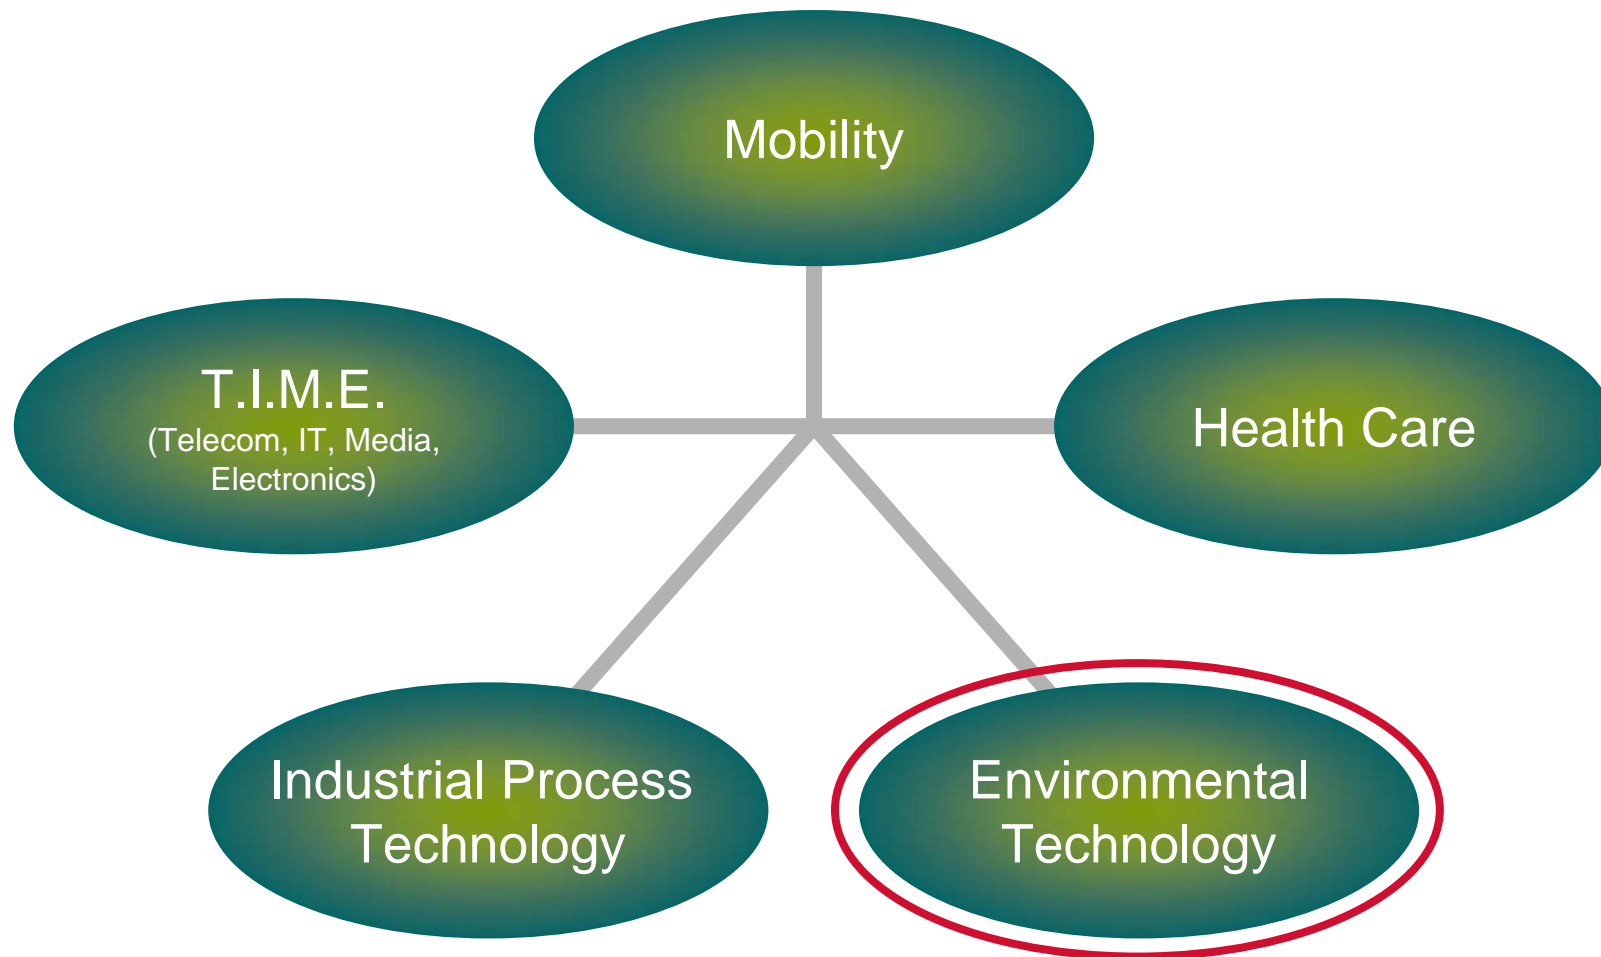 Mobility
T.I.M.E.
(Telecom, IT, Media,
Electronics)
Health Care
Industrial Process
Technology
Environmental
Technology